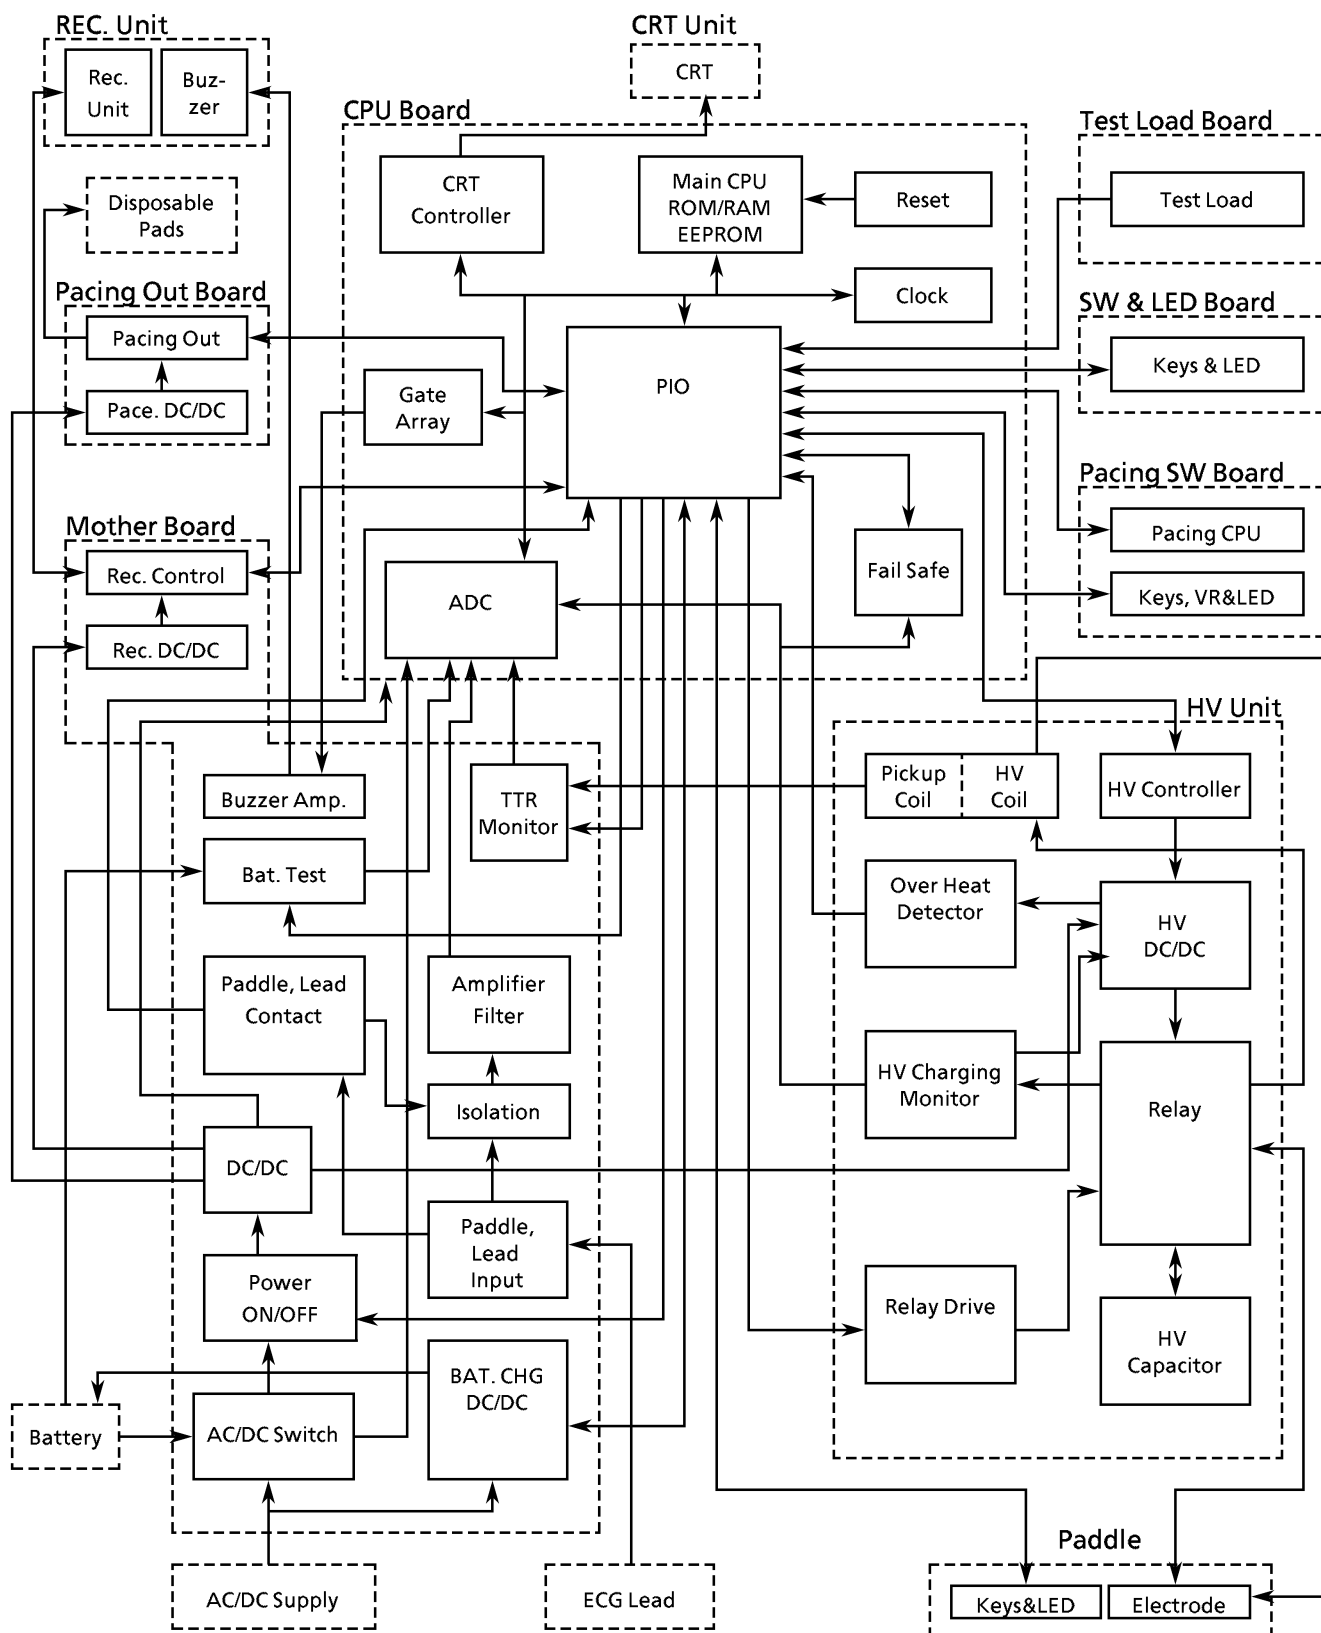 REC. Unit
Rec.
Unit
Buz-
zer
CRT Unit
CRT
CPU Board
CRT
Controller
Main CPU
ROM/RAM
EEPROM
Reset
Clock
Test Load Board
Test Load
Disposable
Pads
Pacing Out Board
Pacing Out
Pace. DC/DC
SW & LED Board
Keys & LED
PIO
Gate
Array
Pacing SW Board
Pacing CPU
Keys, VR&LED
Mother Board
Rec. Control
Rec. DC/DC
ADC
Fail Safe
HV Unit
Buzzer Amp.
TTR
Monitor
Pickup
Coil
HV
Coil
HV Controller
Bat. Test
Over Heat
Detector
HV
DC/DC
Paddle, Lead
Contact
Amplifier
Filter
HV Charging
Monitor
Relay
Isolation
DC/DC
Paddle,
Lead
Input
Power
ON/OFF
Relay Drive
HV
Capacitor
BAT. CHG
DC/DC
Battery
AC/DC Switch
Paddle
AC/DC Supply
ECG Lead
Keys&LED
Electrode